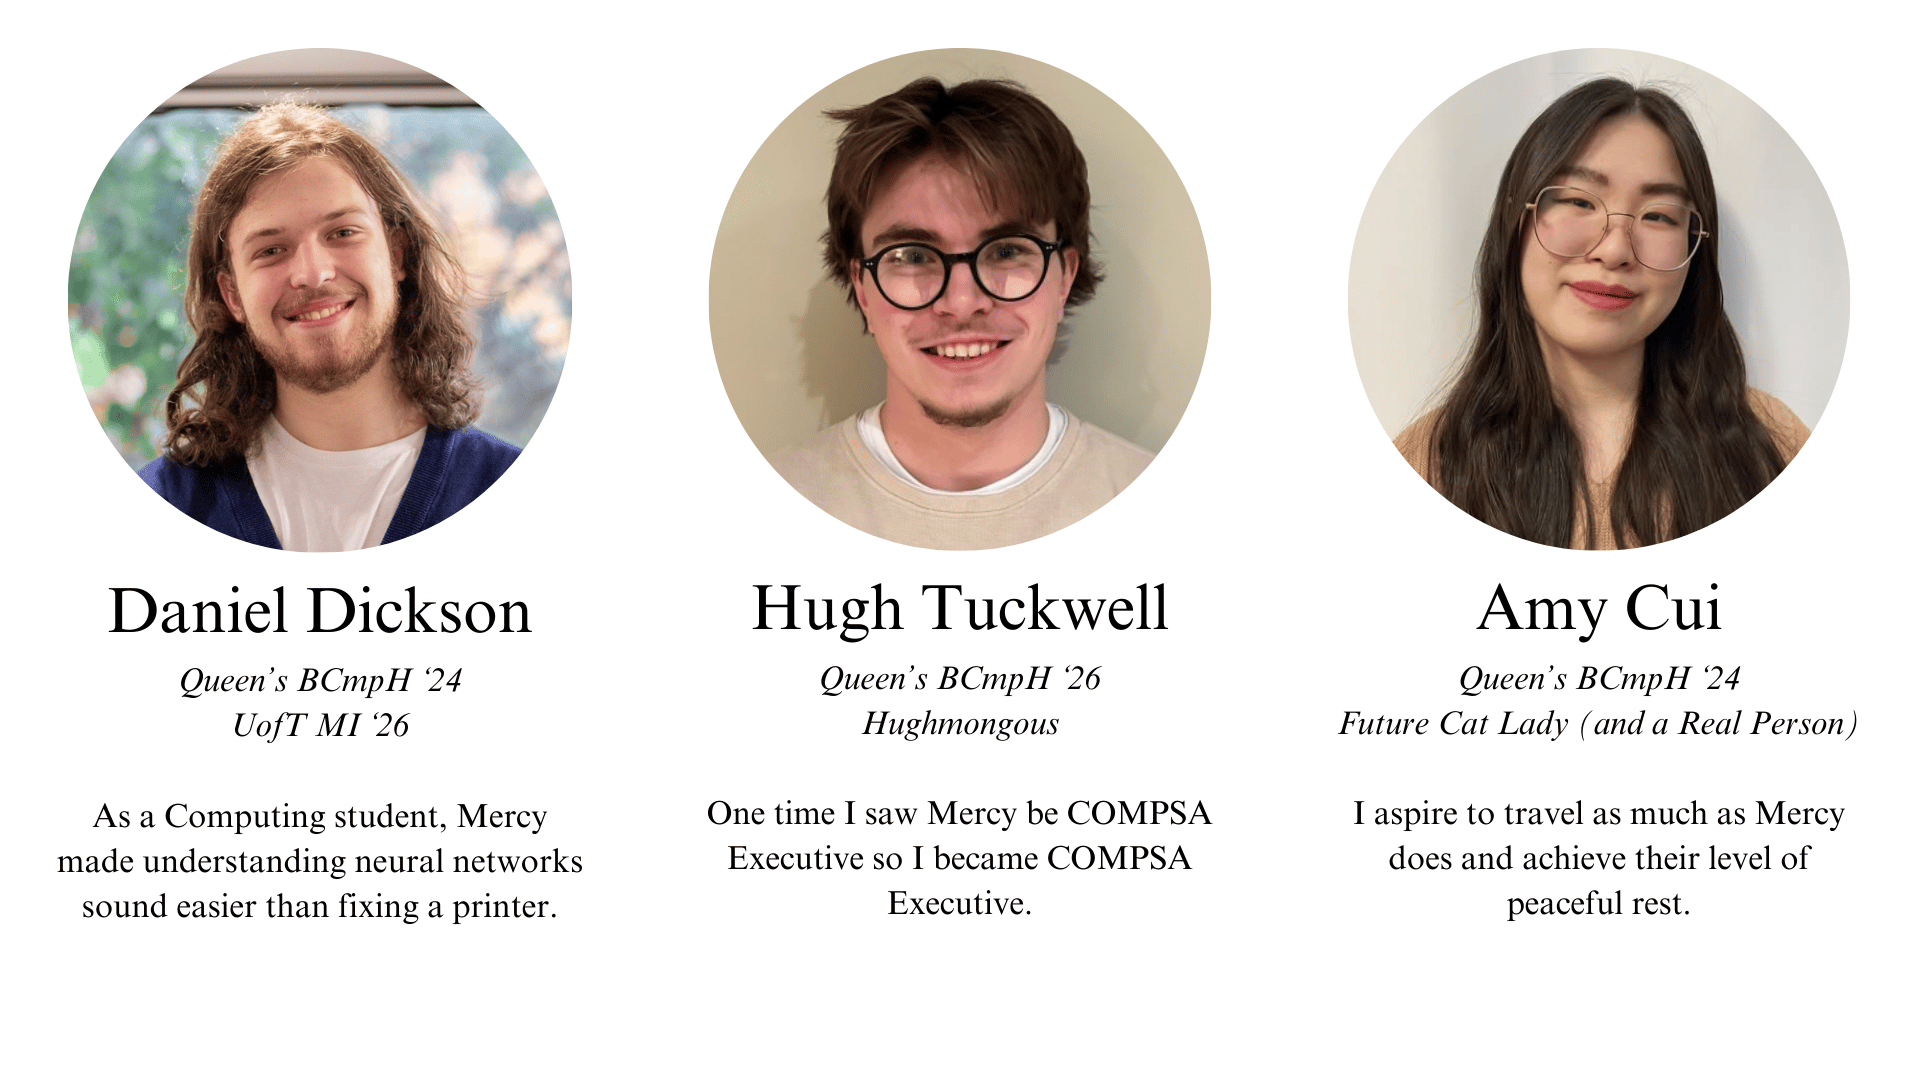 Daniel Dickson
Queen’s BCmpH ‘24
UofT MI ‘26
As a Computing student, Mercy
made understanding neural networks
sound easier than fixing a printer.
Hugh Tuckwell
Queen’s BCmpH ‘26
Hughmongous
One time I saw Mercy be COMPSA
Executive so I became COMPSA
Executive.
Amy Cui
Queen’s BCmpH ‘24
Future Cat Lady (and a Real Person)
I aspire to travel as much as Mercy
does and achieve their level of
peaceful rest.